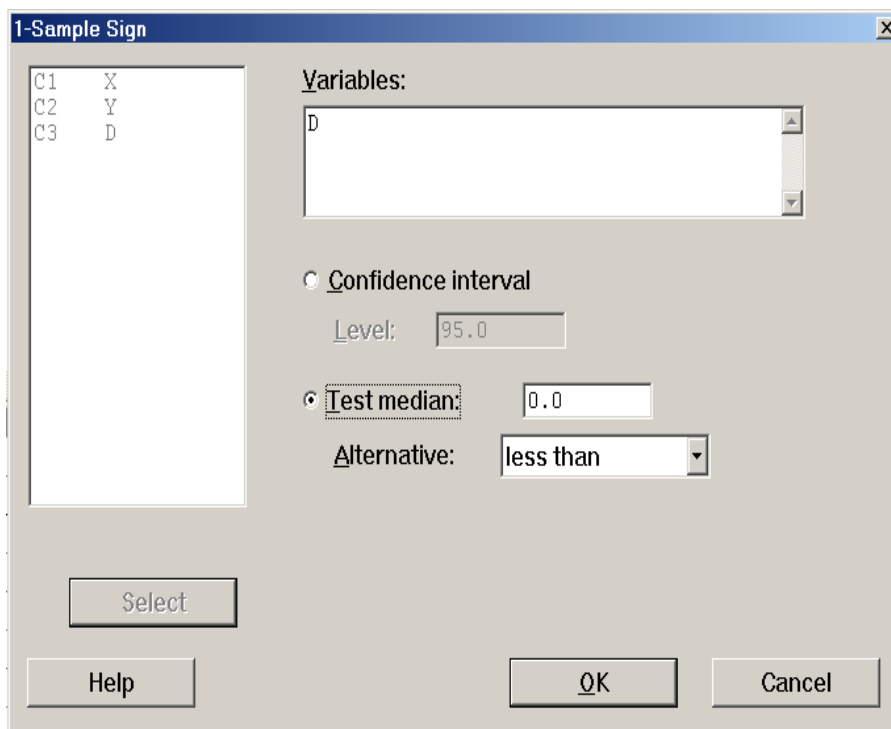 1-Sample Sign
C1 X
C2 Y
C3 D
Variables:
D
Confidence interval
Level: 95.0
Test median: 0.0
Alternative: less than
Select
Help OK Cancel